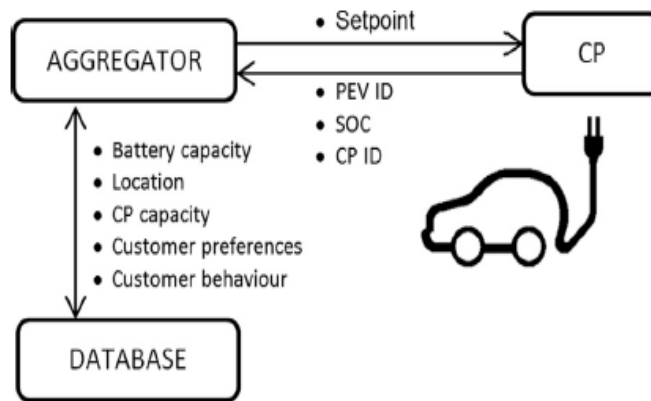 • Setpoint
AGGREGATOR
CP
• PEV ID
• SOC
• CP ID
• Battery capacity
• Location
• CP capacity
• Customer preferences
• Customer behaviour
DATABASE